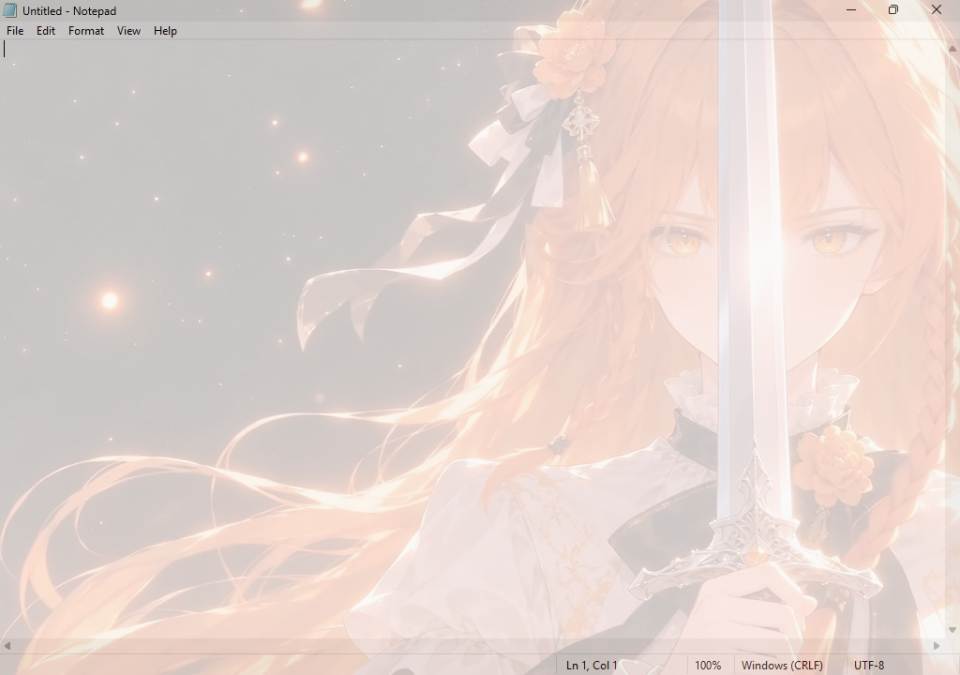 Untitled - Notepad
File Edit Format View Help
Ln 1, Col 1 100% Windows (CRLF) UTF-8